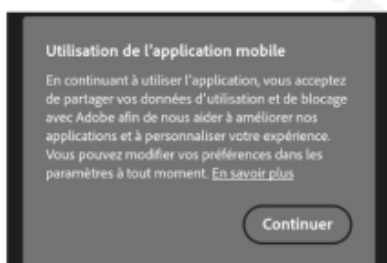 Utilisation de l'application mobile
En continuant à utiliser l'application, vous acceptez
de partager vos données d'utilisation et de blocage
avec Adobe afin de nous aider à améliorer nos
applications et à personnaliser votre expérience.
Vous pouvez modifier vos préférences dans les
paramètres à tout moment. En savoir plus
Continuer